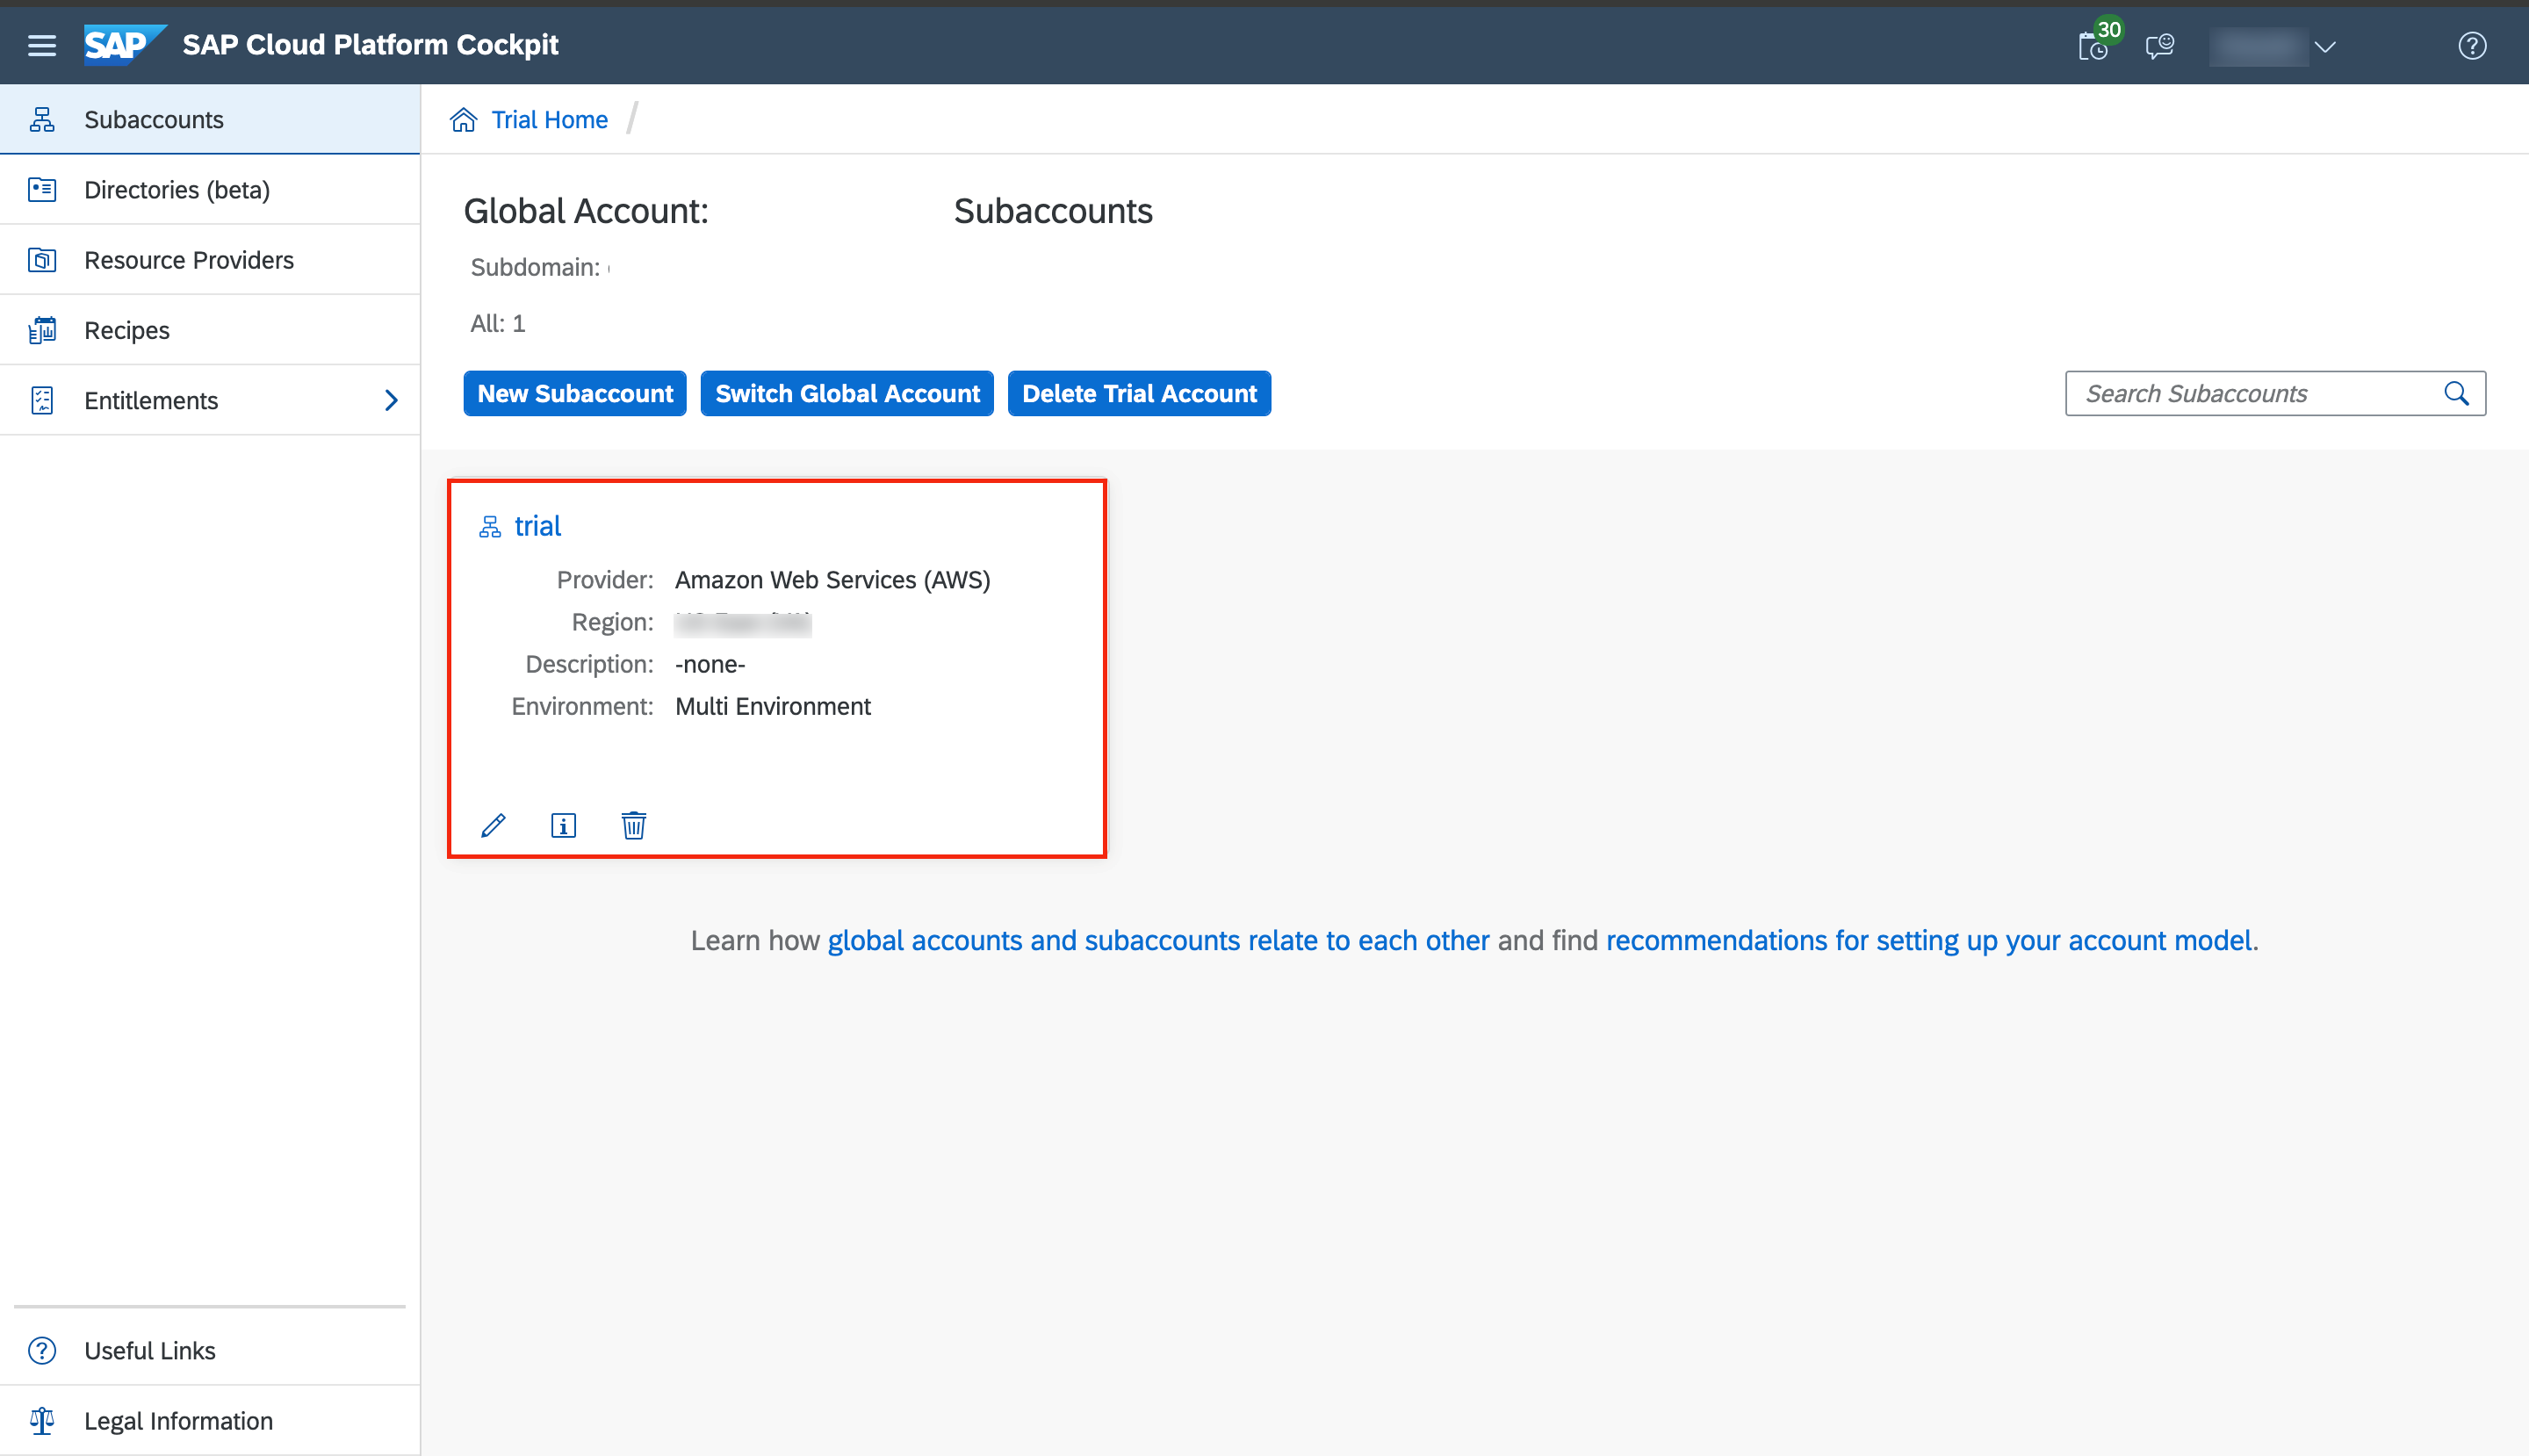 SAP SAP Cloud Platform Cockpit
30
Subaccounts
Directories (beta)
Resource Providers
Recipes
Entitlements
Useful Links
Legal Information
Trial Home /
Global Account: Subaccounts
Subdomain:
All: 1
New Subaccount Switch Global Account Delete Trial Account
Search Subaccounts
trial
Provider: Amazon Web Services (AWS)
Region:
Description: -none-
Environment: Multi Environment
Learn how global accounts and subaccounts relate to each other and find recommendations for setting up your account model.